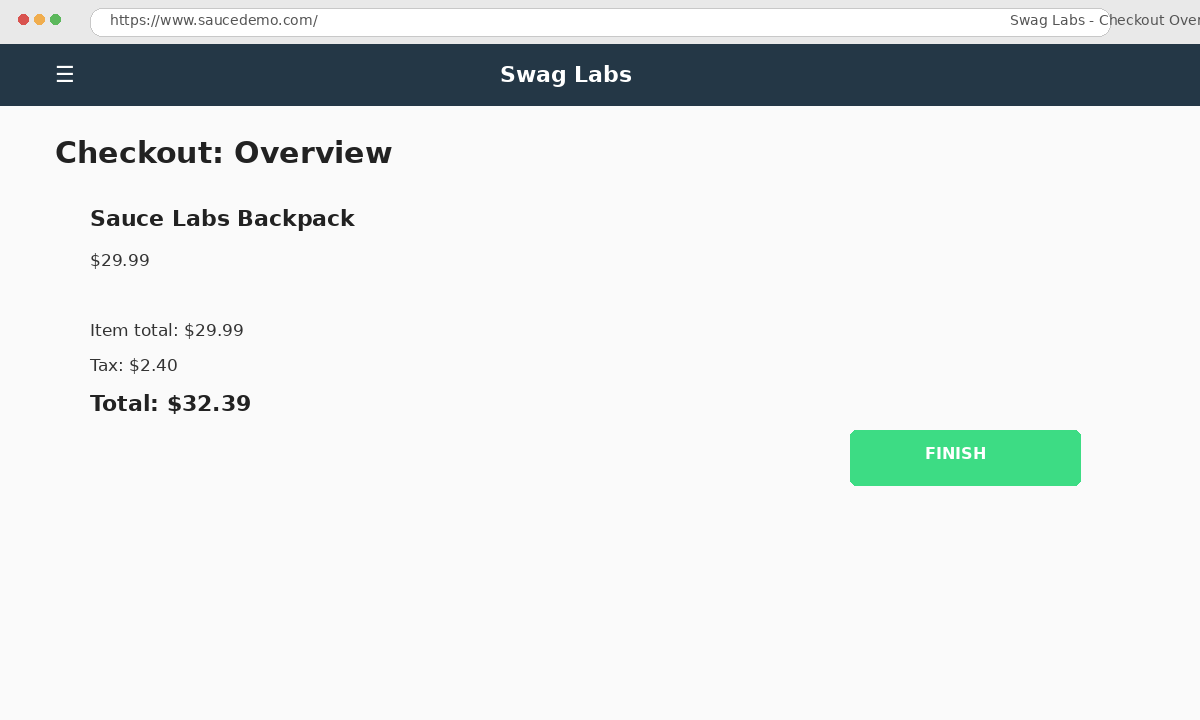 https://www.saucedemo.com/ Swag Labs - Checkout Over
☰ Swag Labs
Checkout: Overview
Sauce Labs Backpack
$29.99
Item total: $29.99
Tax: $2.40
Total: $32.39
FINISH